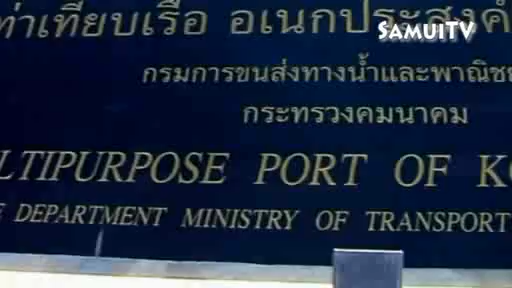 ท่าเทียบเรือ อเนกประสงค์
SAMUITV
กรมการขนส่งทางน้ำและพาณิชย
กระทรวงคมนาคม
LTIPURPOSE PORT OF K
E DEPARTMENT MINISTRY OF TRANSPORT